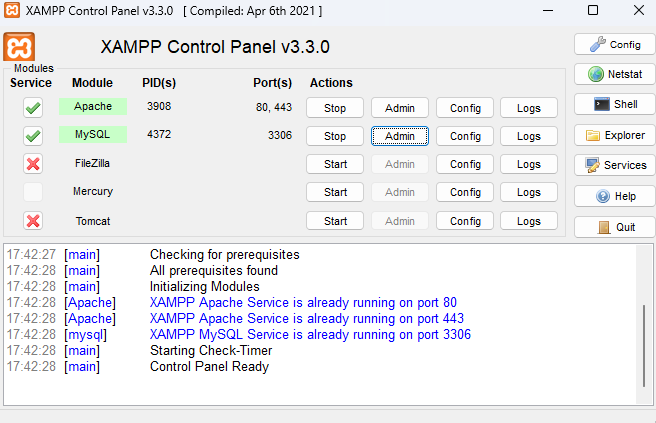 XAMPP Control Panel v3.3.0 [ Compiled: Apr 6th 2021 ]
XAMPP Control Panel v3.3.0
Config
Modules
Service Module PID(s) Port(s) Actions
Netstat
Apache 3908 80, 443 Stop Admin Config Logs
Shell
MySQL 4372 3306 Stop Admin Config Logs
Explorer
FileZilla Start Admin Config Logs
Services
Mercury Start Admin Config Logs
Help
Tomcat Start Admin Config Logs
Quit
17:42:27 [main] Checking for prerequisites
17:42:28 [main] All prerequisites found
17:42:28 [main] Initializing Modules
17:42:28 [Apache] XAMPP Apache Service is already running on port 80
17:42:28 [Apache] XAMPP Apache Service is already running on port 443
17:42:28 [mysql] XAMPP MySQL Service is already running on port 3306
17:42:28 [main] Starting Check-Timer
17:42:28 [main] Control Panel Ready